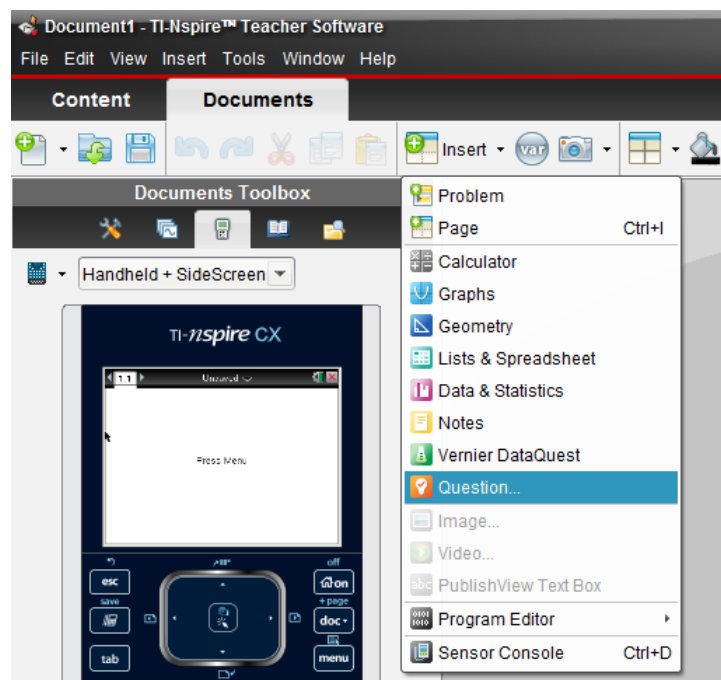 Document1 - TI-Nspire™ Teacher Software
File Edit View Insert Tools Window Help
Content Documents
Insert var
Documents Toolbox
Handheld + SideScreen
Problem
Page Ctrl+I
Calculator
Graphs
Geometry
Lists & Spreadsheet
Data & Statistics
Notes
Vernier DataQuest
Question...
Image...
Video...
abc PublishView Text Box
Program Editor
Sensor Console Ctrl+D
TI-nspire CX
1.1 Unsaved
Press Menu
esc
save
tab
off
on
+ page
doc
menu